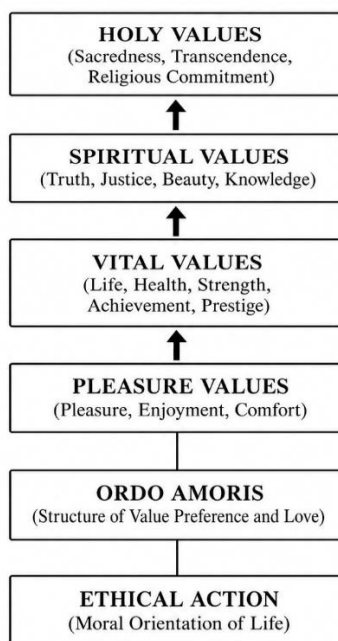 HOLY VALUES
(Sacredness, Transcendence,
Religious Commitment)
SPIRITUAL VALUES
(Truth, Justice, Beauty, Knowledge)
VITAL VALUES
(Life, Health, Strength,
Achievement, Prestige)
PLEASURE VALUES
(Pleasure, Enjoyment, Comfort)
ORDO AMORIS
(Structure of Value Preference and Love)
ETHICAL ACTION
(Moral Orientation of Life)